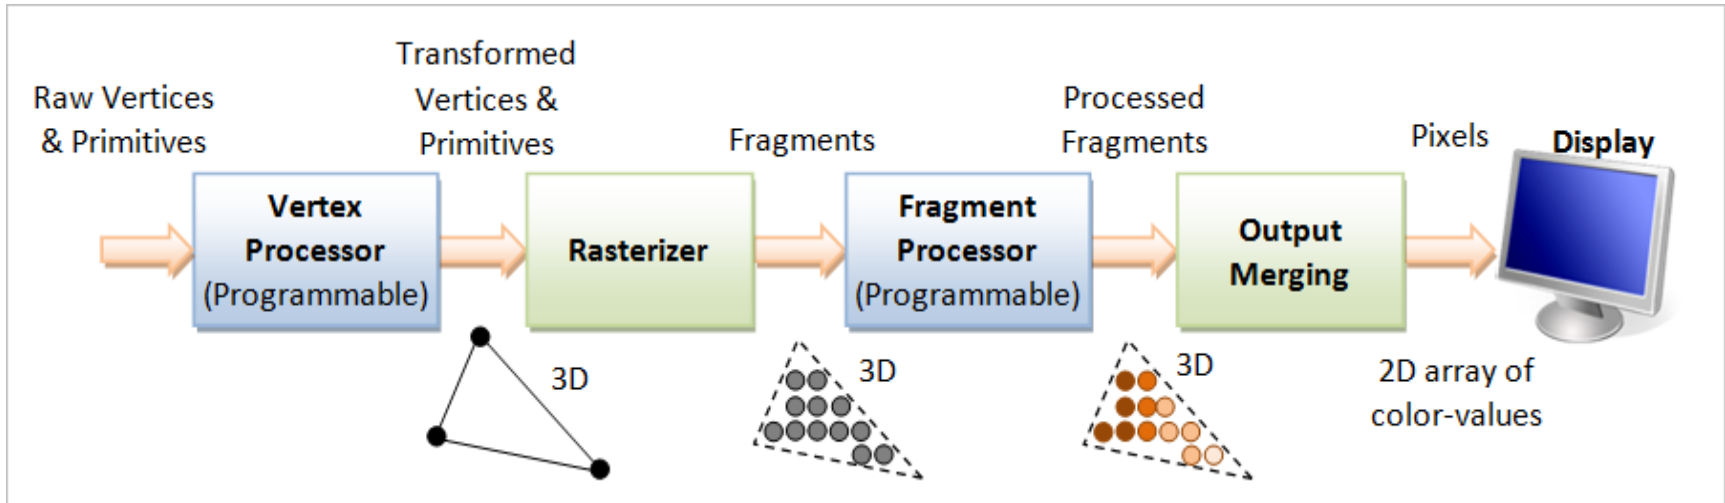 Raw Vertices
& Primitives
Transformed
Vertices &
Primitives
Fragments
Processed
Fragments
Pixels
Display
Vertex
Processor
(Programmable)
Rasterizer
Fragment
Processor
(Programmable)
Output
Merging
3D
3D
3D
2D array of
color-values